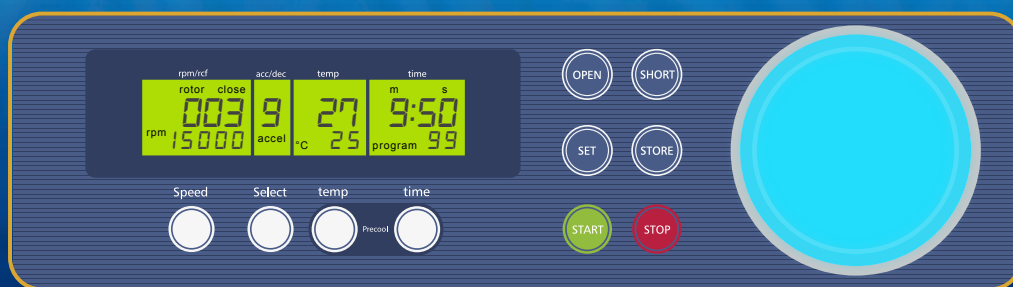 rpm/rcf acc/dec temp time
rotor close m s
003 9 27 9:50
rpm 15000 accel °C 25 program 99
Speed Select temp time
Precool
OPEN SHORT
SET STORE
START STOP